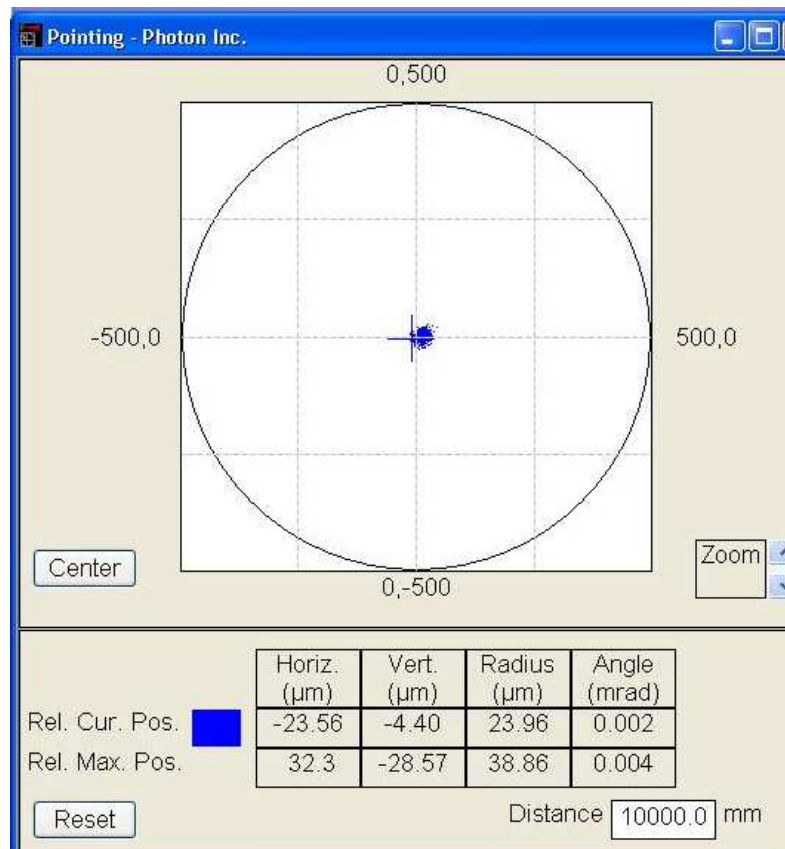 Pointing - Photon Inc.
0,500
-500,0
500,0
Center
Zoom
0,-500
Horiz. (µm) Vert. (µm) Radius (µm) Angle (mrad)
Rel. Cur. Pos. -23.56 -4.40 23.96 0.002
Rel. Max. Pos. 32.3 -28.57 38.86 0.004
Reset
Distance 10000.0 mm